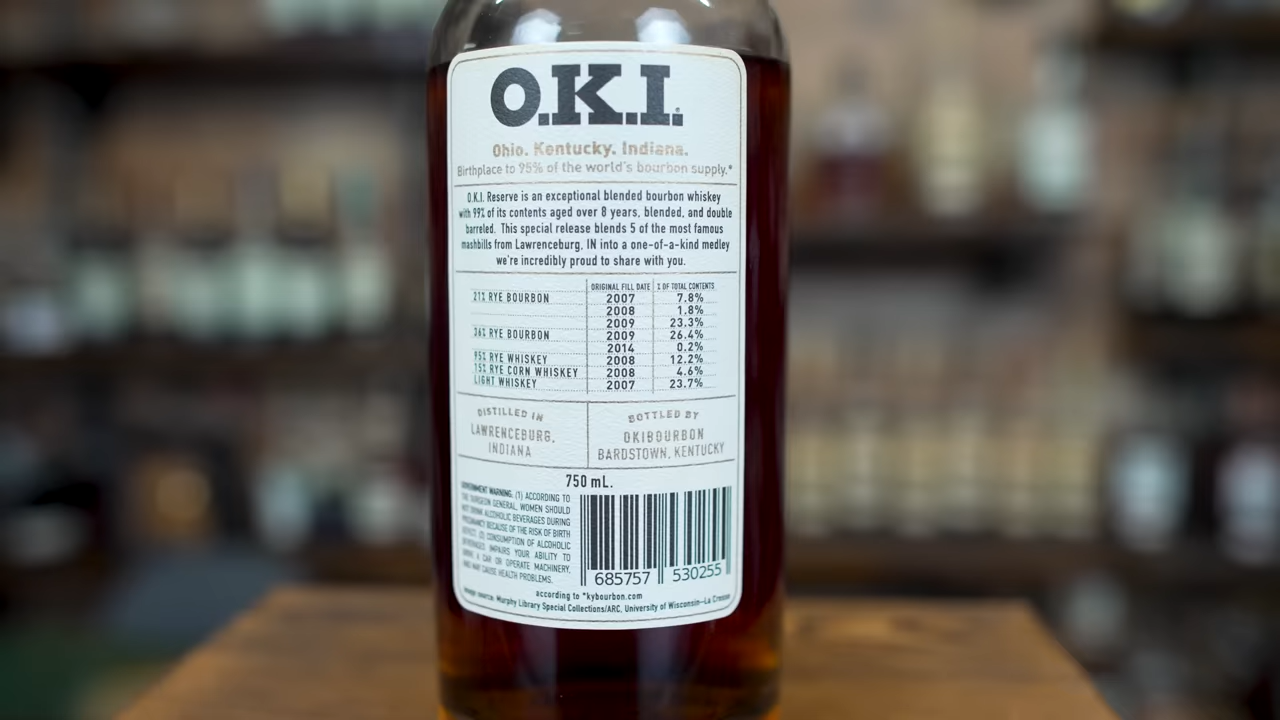 O.K.I.
Ohio. Kentucky. Indiana.
Birthplace to 95% of the world's bourbon supply.*
O.K.I. Reserve is an exceptional blended bourbon whiskey
with 99% of its contents aged over 8 years, blended, and double
barreled. This special release blends 5 of the most famous
mashbills from Lawrenceburg, IN into a one-of-a-kind medley
we're incredibly proud to share with you.
ORIGINAL FILL DATE % OF TOTAL CONTENTS
21% RYE BOURBON 2007 7.8%
2008 1.8%
2009 23.3%
36% RYE BOURBON 2009 26.4%
2014 0.2%
95% RYE WHISKEY 2008 12.2%
15% RYE CORN WHISKEY 2008 4.6%
LIGHT WHISKEY 2007 23.7%
DISTILLED IN
LAWRENCEBURG,
INDIANA
BOTTLED BY
OKIBOURBON
BARDSTOWN, KENTUCKY
750 mL.
GOVERNMENT WARNING: (1) ACCORDING TO
THE SURGEON GENERAL, WOMEN SHOULD
NOT DRINK ALCOHOLIC BEVERAGES DURING
PREGNANCY BECAUSE OF THE RISK OF BIRTH
DEFECTS. (2) CONSUMPTION OF ALCOHOLIC
BEVERAGES IMPAIRS YOUR ABILITY TO
DRIVE A CAR OR OPERATE MACHINERY,
AND MAY CAUSE HEALTH PROBLEMS.
685757 530255
according to *kybourbon.com
image source: Murphy Library Special Collections/ARC, University of Wisconsin-La Crosse